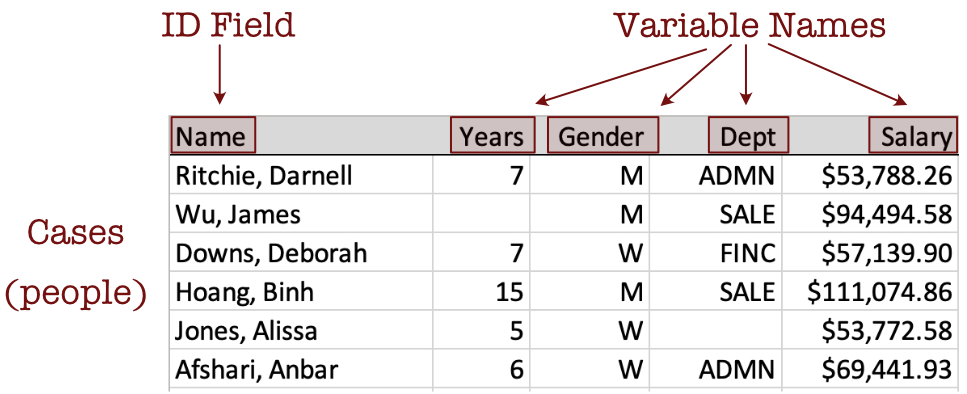 ID Field Variable Names
Name Years Gender Dept Salary
Ritchie, Darnell 7 M ADMN $53,788.26
Wu, James M SALE $94,494.58
Cases
Downs, Deborah 7 W FINC $57,139.90
(people)
Hoang, Binh 15 M SALE $111,074.86
Jones, Alissa 5 W $53,772.58
Afshari, Anbar 6 W ADMN $69,441.93